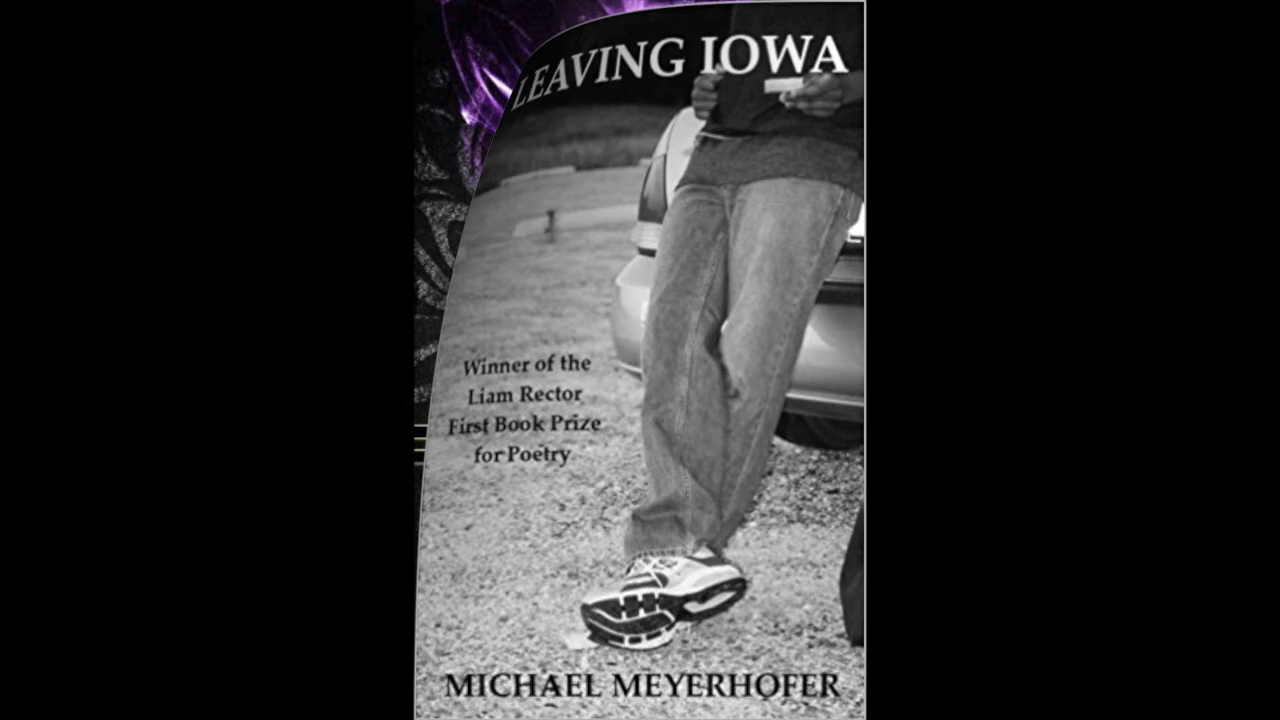 LEAVING IOWA
Winner of the
Liam Rector
First Book Prize
for Poetry
MICHAEL MEYERHOFER